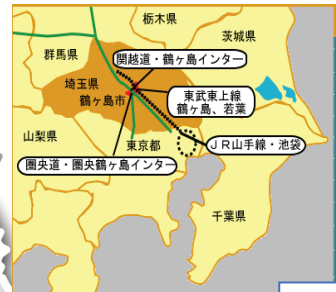 栃木県
茨城県
群馬県
関越道・鶴ヶ島インター
埼玉県
鶴ヶ島市
東武東上線
鶴ヶ島、若葉
山梨県
東京都
JR山手線・池袋
圏央道・圏央鶴ヶ島インター
千葉県